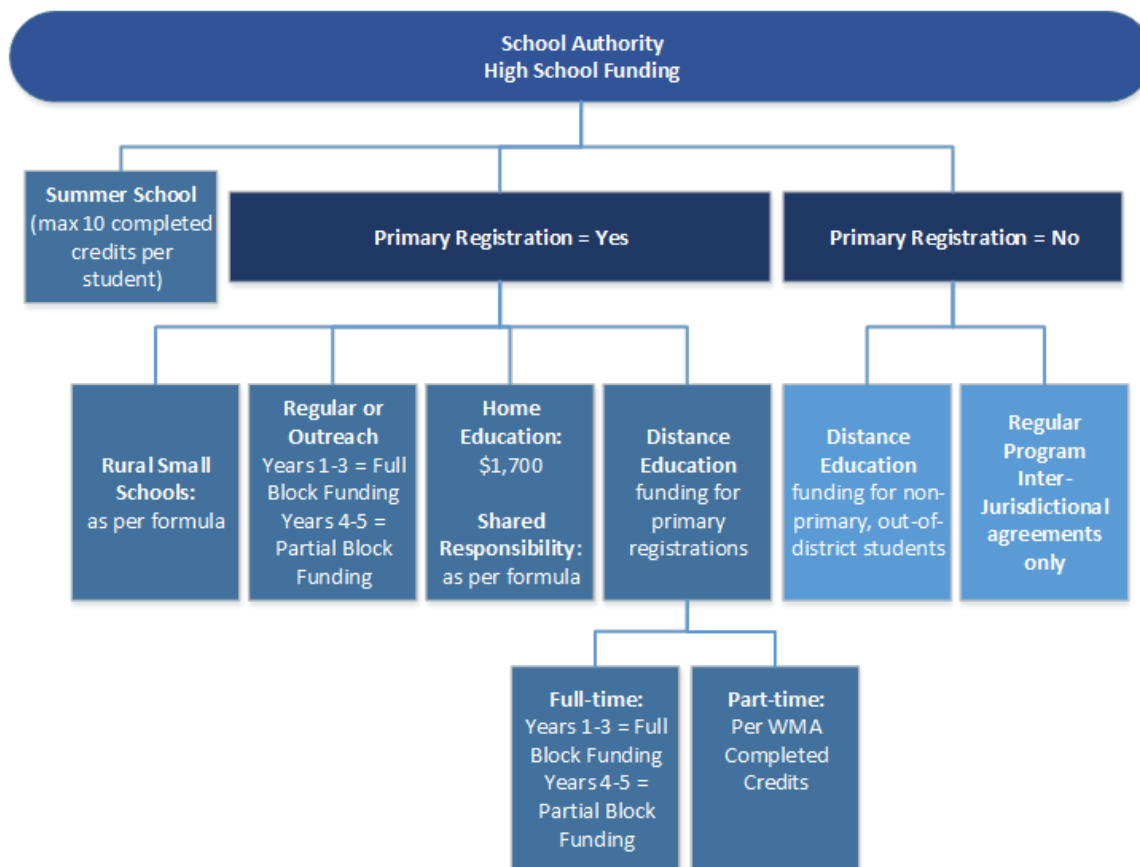 School Authority
High School Funding
Summer School
(max 10 completed
credits per
student)
Primary Registration = Yes
Primary Registration = No
Rural Small
Schools:
as per formula
Regular or
Outreach
Years 1-3 = Full
Block Funding
Years 4-5 =
Partial Block
Funding
Home
Education:
$1,700
Shared
Responsibility:
as per formula
Distance
Education
funding for
primary
registrations
Distance
Education
funding for non-
primary, out-of-
district students
Regular
Program
Inter-
Jurisdictional
agreements
only
Full-time:
Years 1-3 = Full
Block Funding
Years 4-5 =
Partial Block
Funding
Part-time:
Per WMA
Completed
Credits